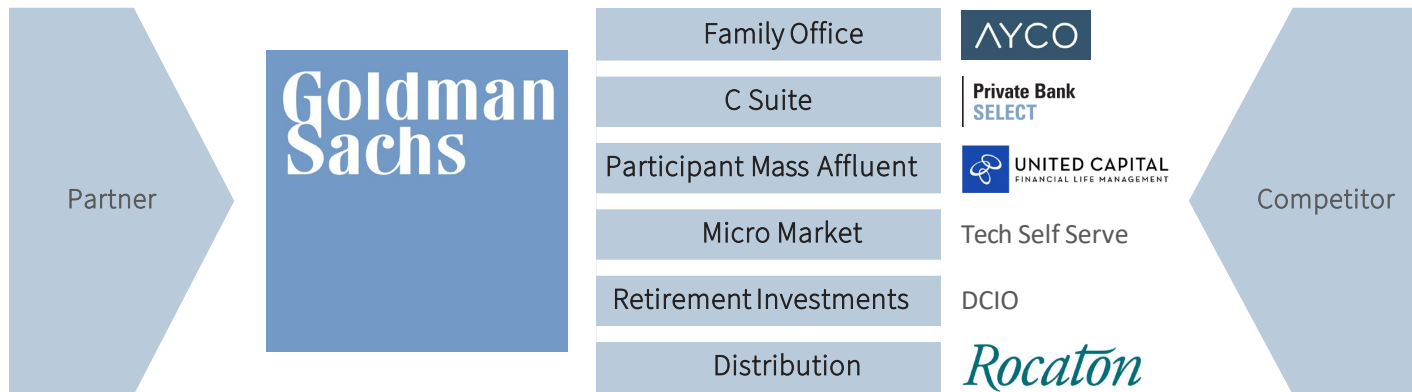 Partner
Goldman
Sachs
Family Office
AYCO
C Suite
Private Bank
SELECT
Participant Mass Affluent
UNITED CAPITAL
FINANCIAL LIFE MANAGEMENT
Micro Market
Tech Self Serve
Retirement Investments
DCIO
Distribution
Rocaton
Competitor